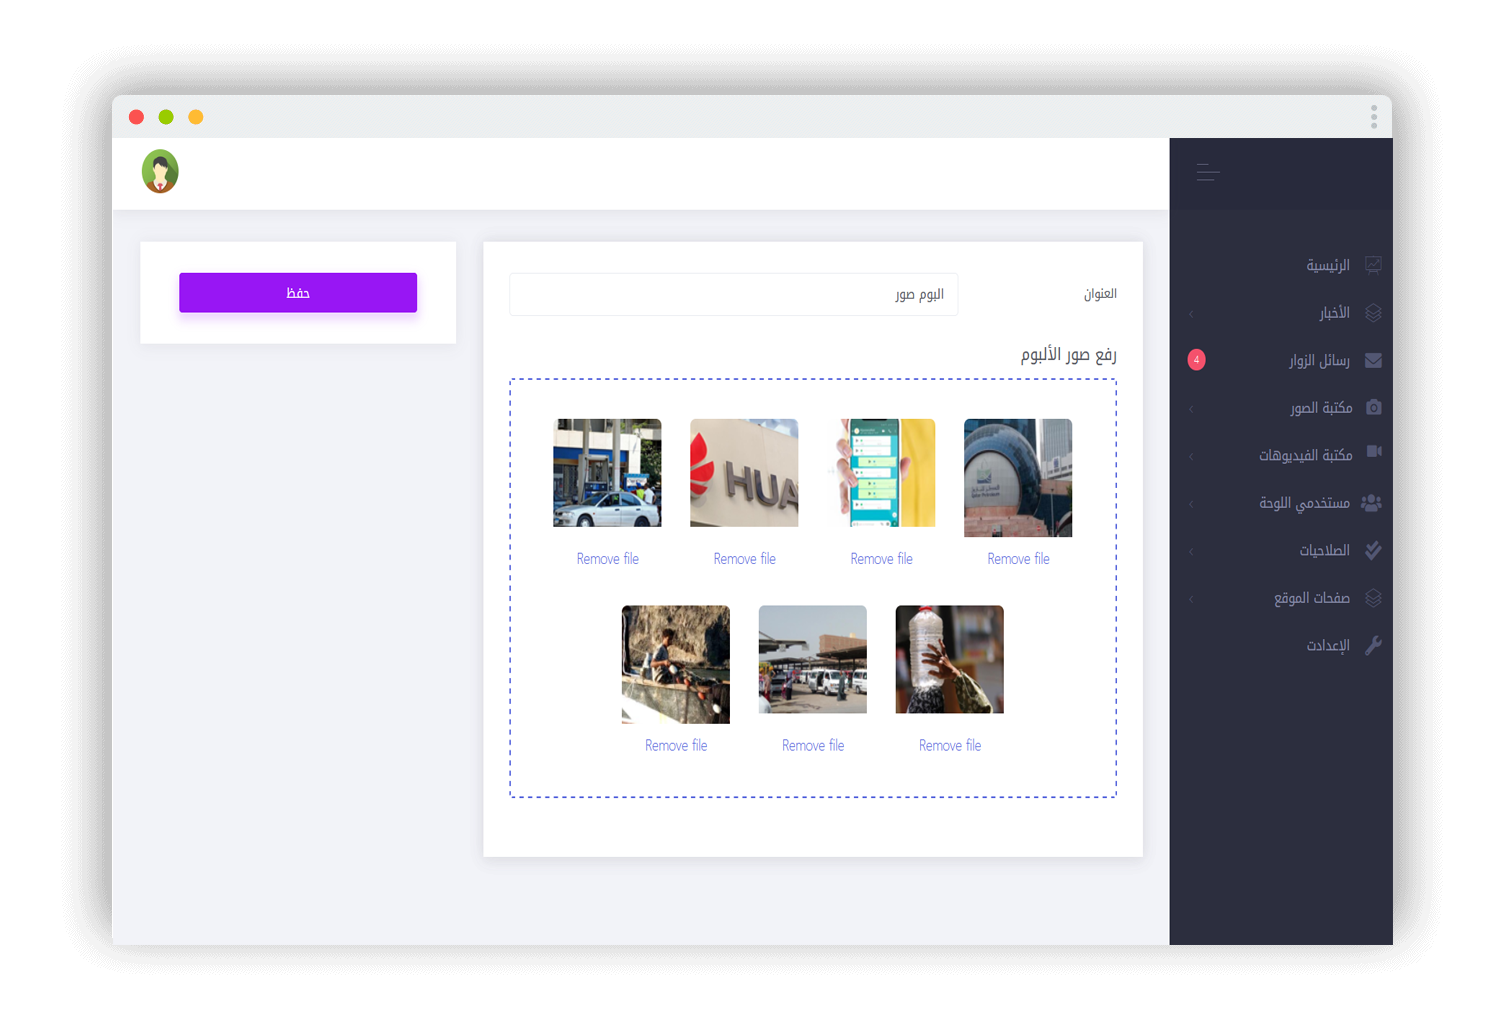 الرئيسية
الأخبار
رسائل الزوار 4
مكتبة الصور
مكتبة الفيديوهات
مستخدمي اللوحة
الصلاحيات
صفحات الموقع
الإعدادت
العنوان
البوم صور
رفع صور الألبوم
HUA
Remove file
Remove file
Remove file
Remove file
Remove file
Remove file
Remove file
حفظ